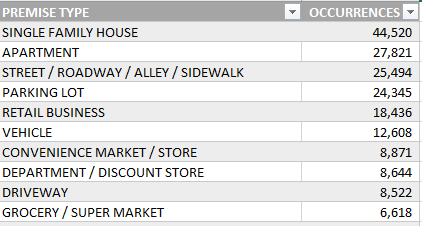 PREMISE TYPE OCCURRENCES
SINGLE FAMILY HOUSE 44,520
APARTMENT 27,821
STREET / ROADWAY / ALLEY / SIDEWALK 25,494
PARKING LOT 24,345
RETAIL BUSINESS 18,436
VEHICLE 12,608
CONVENIENCE MARKET / STORE 8,871
DEPARTMENT / DISCOUNT STORE 8,644
DRIVEWAY 8,522
GROCERY / SUPER MARKET 6,618